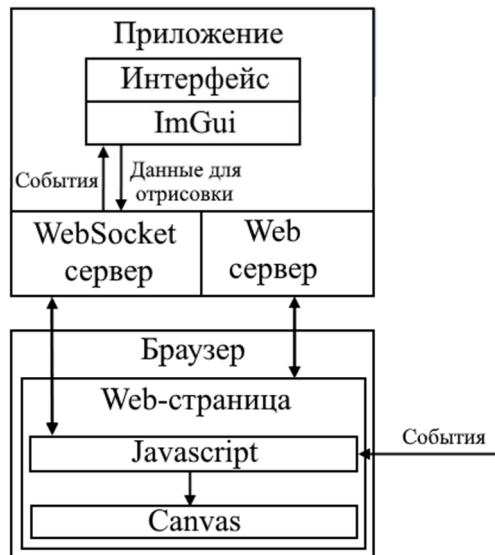 Приложение
Интерфейс
ImGui
События
Данные для
отрисовки
WebSocket
сервер
Web
сервер
Браузер
Web-страница
Javascript
События
Canvas